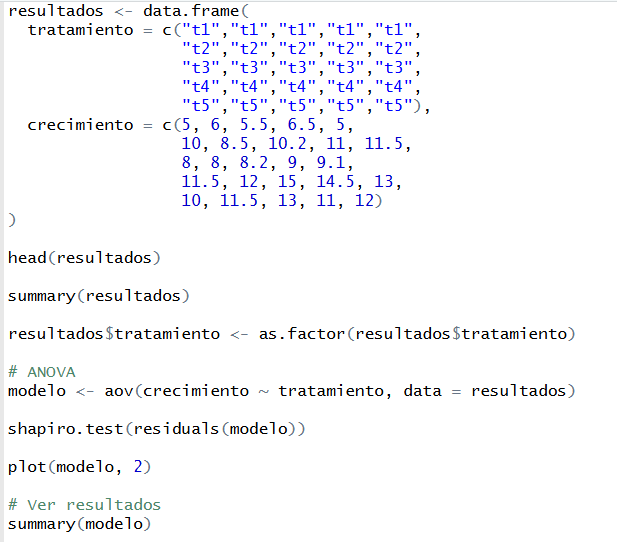 resultados <- data.frame(
  tratamiento = c("t1","t1","t1","t1","t1",
                  "t2","t2","t2","t2","t2",
                  "t3","t3","t3","t3","t3",
                  "t4","t4","t4","t4","t4",
                  "t5","t5","t5","t5","t5"),
  crecimiento = c(5, 6, 5.5, 6.5, 5,
                  10, 8.5, 10.2, 11, 11.5,
                  8, 8, 8.2, 9, 9.1,
                  11.5, 12, 15, 14.5, 13,
                  10, 11.5, 13, 11, 12)
)
head(resultados)
summary(resultados)
resultados$tratamiento <- as.factor(resultados$tratamiento)
# ANOVA
modelo <- aov(crecimiento ~ tratamiento, data = resultados)
shapiro.test(residuals(modelo))
plot(modelo, 2)
# Ver resultados
summary(modelo)